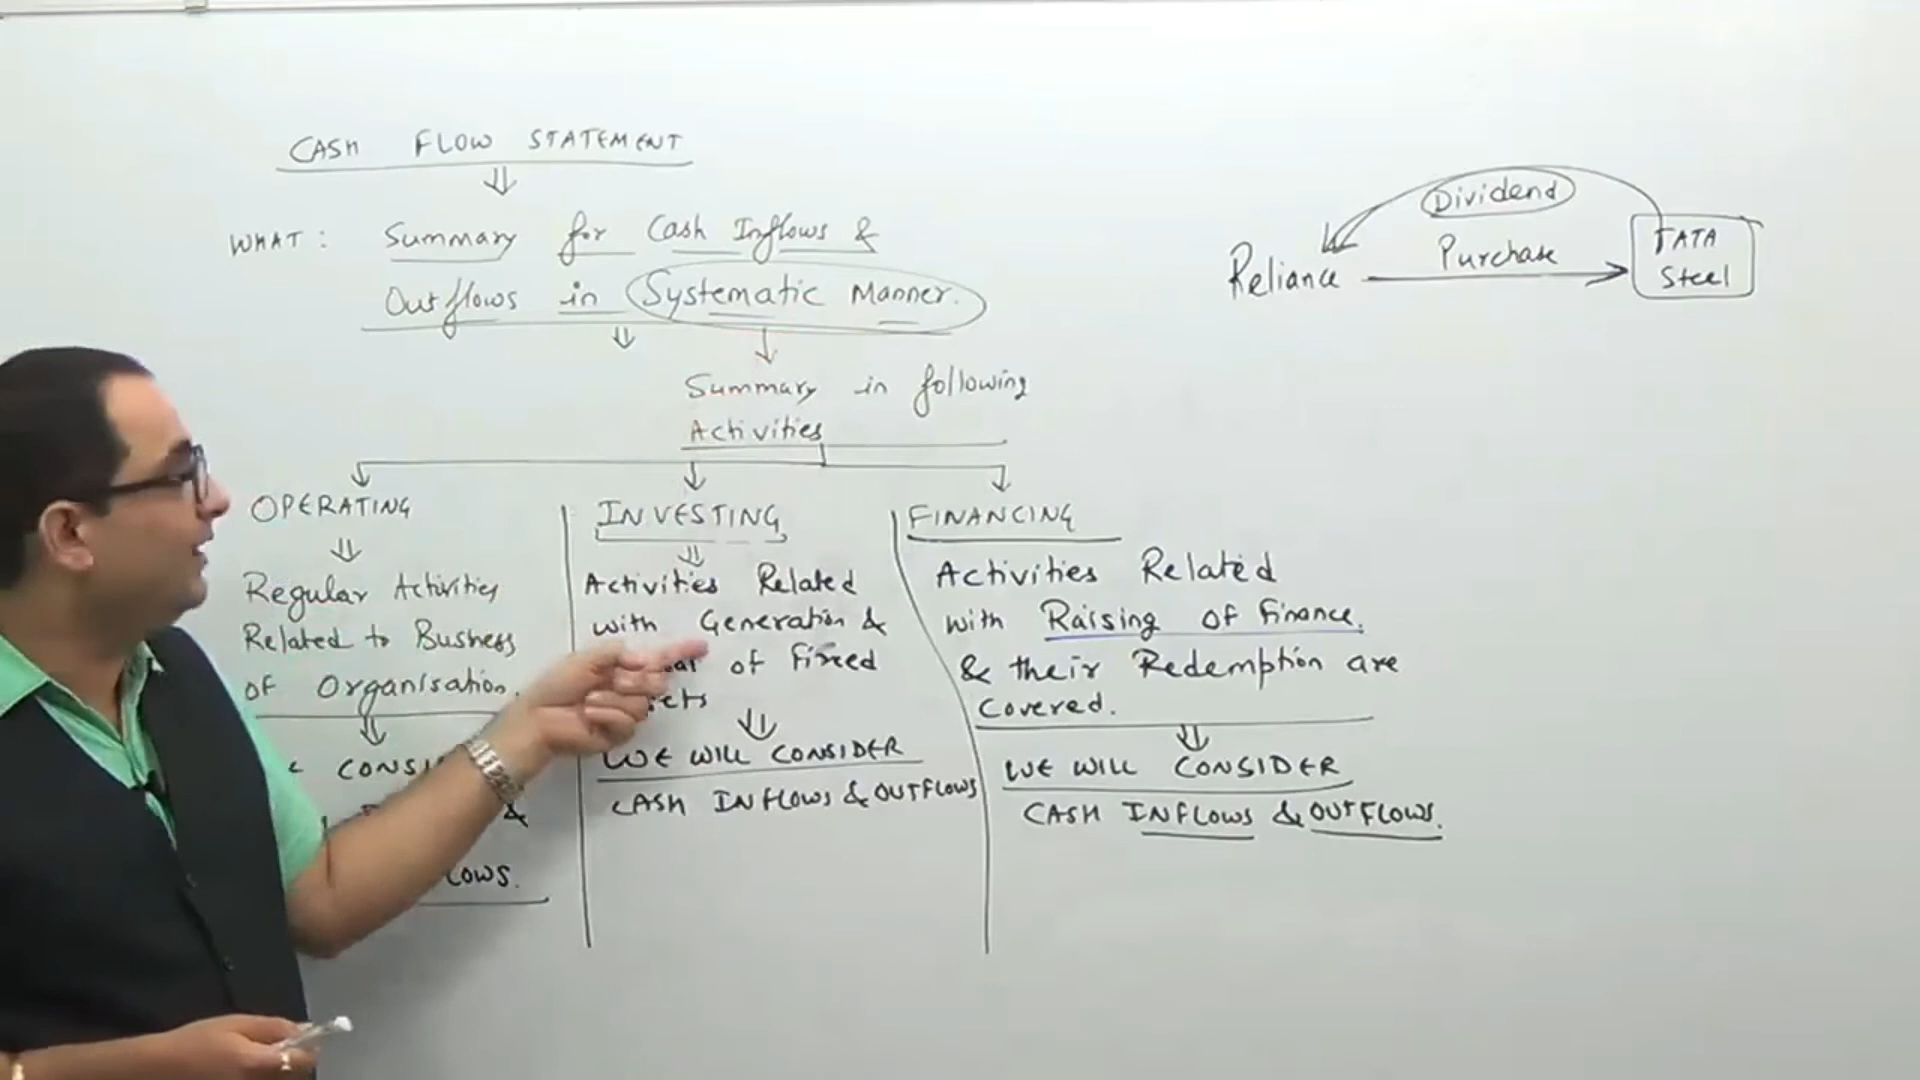 CASH FLOW STATEMENT
WHAT : Summary for Cash Inflows &
Outflows in Systematic Manner.
Summary in following
Activities
OPERATING
Regular Activities
Related to Business
of Organisation.
INVESTING
Activities Related
with Generation &
of Fixed
WE WILL CONSIDER
CASH INFLOWS & OUTFLOWS
FINANCING
Activities Related
with Raising of Finance.
& their Redemption are
Covered.
WE WILL CONSIDER
CASH INFLOWS & OUTFLOWS.
Dividend
Reliance
Purchase
TATA
Steel